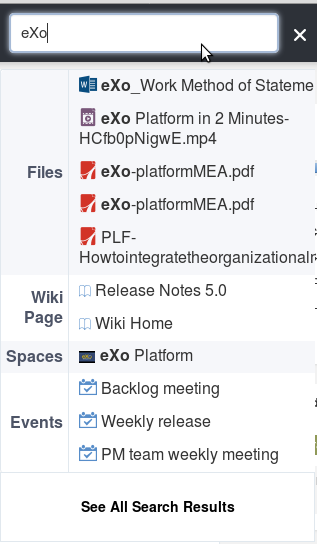 eXo
eXo_Work Method of Stateme
eXo Platform in 2 Minutes-
HCfb0pNigwE.mp4
Files
eXo-platformMEA.pdf
eXo-platformMEA.pdf
PLF-
Howtointegratetheorganizationalr
Wiki
Page
Release Notes 5.0
Wiki Home
Spaces
eXo Platform
Events
Backlog meeting
Weekly release
PM team weekly meeting
See All Search Results